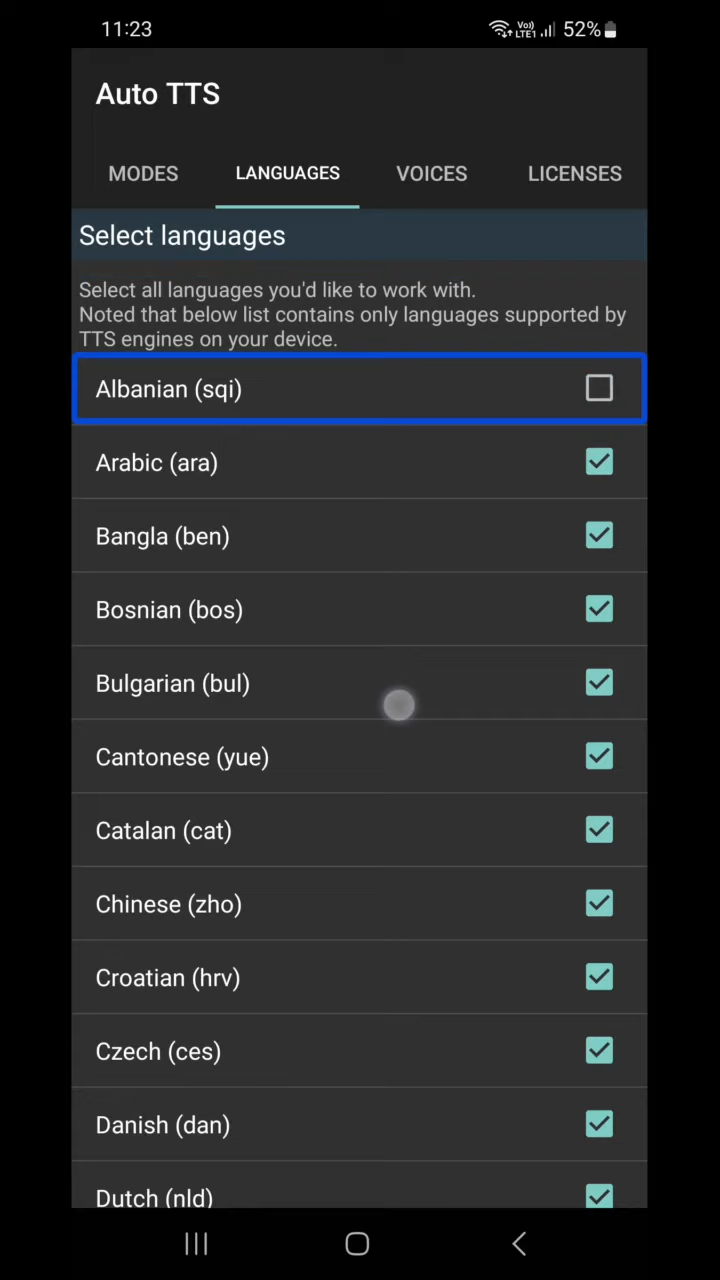 11:23 Vo)) LTE1 52%
Auto TTS
MODES LANGUAGES VOICES LICENSES
Select languages
Select all languages you'd like to work with.
Noted that below list contains only languages supported by
TTS engines on your device.
Albanian (sqi)
Arabic (ara)
Bangla (ben)
Bosnian (bos)
Bulgarian (bul)
Cantonese (yue)
Catalan (cat)
Chinese (zho)
Croatian (hrv)
Czech (ces)
Danish (dan)
Dutch (nld)